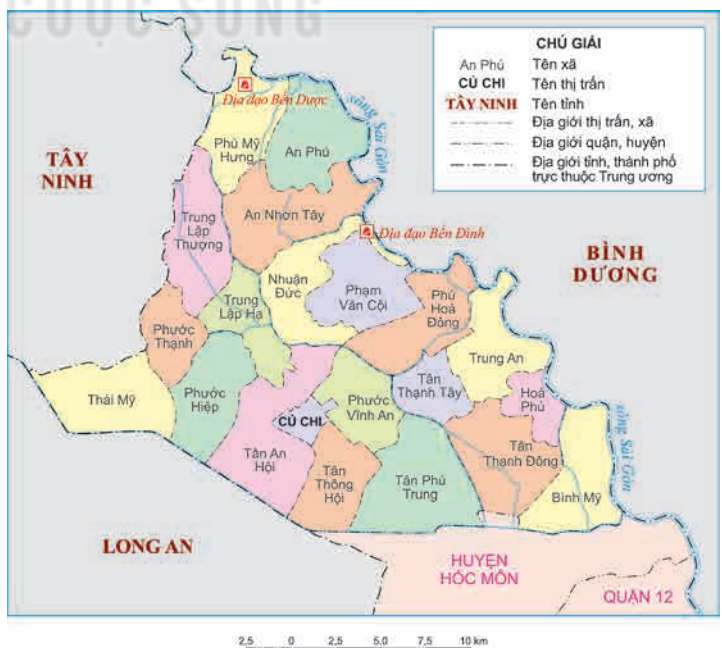 CUỘC SỐNG
CHÚ GIẢI
An Phú Tên xã
CỦ CHI Tên thị trấn
TÂY NINH Tên tỉnh
Địa giới thị trấn, xã
Địa giới quận, huyện
Địa giới tỉnh, thành phố
trực thuộc Trung ương
Địa đạo Bến Dược
sông Sài Gòn
Phú Mỹ
Hưng
An Phú
TÂY
NINH
Trung
Lập
Thượng
An Nhơn Tây
Địa đạo Bến Đình
BÌNH
DƯƠNG
Nhuận
Đức
Phạm
Văn Cội
Phú
Hoà
Đông
Trung
Lập Hạ
Phước
Thạnh
Trung An
Thái Mỹ
Phước
Hiệp
Tân
Thạnh Tây
Hoà
Phú
Phước
Vĩnh An
CỦ CHI
sông Sài Gòn
Tân An
Hội
Tân
Thông
Hội
Tân Phú
Trung
Tân
Thạnh Đông
Bình Mỹ
LONG AN
HUYỆN
HÓC MÔN
QUẬN 12
2,5 0 2,5 5,0 7,5 10 km